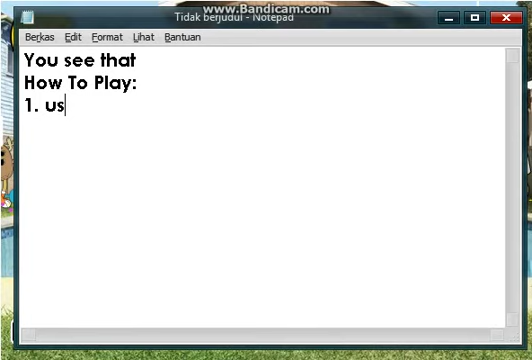 www.Bandicam.com
Tidak berjudul - Notepad
Berkas Edit Format Lihat Bantuan
You see that
How To Play:
1. us